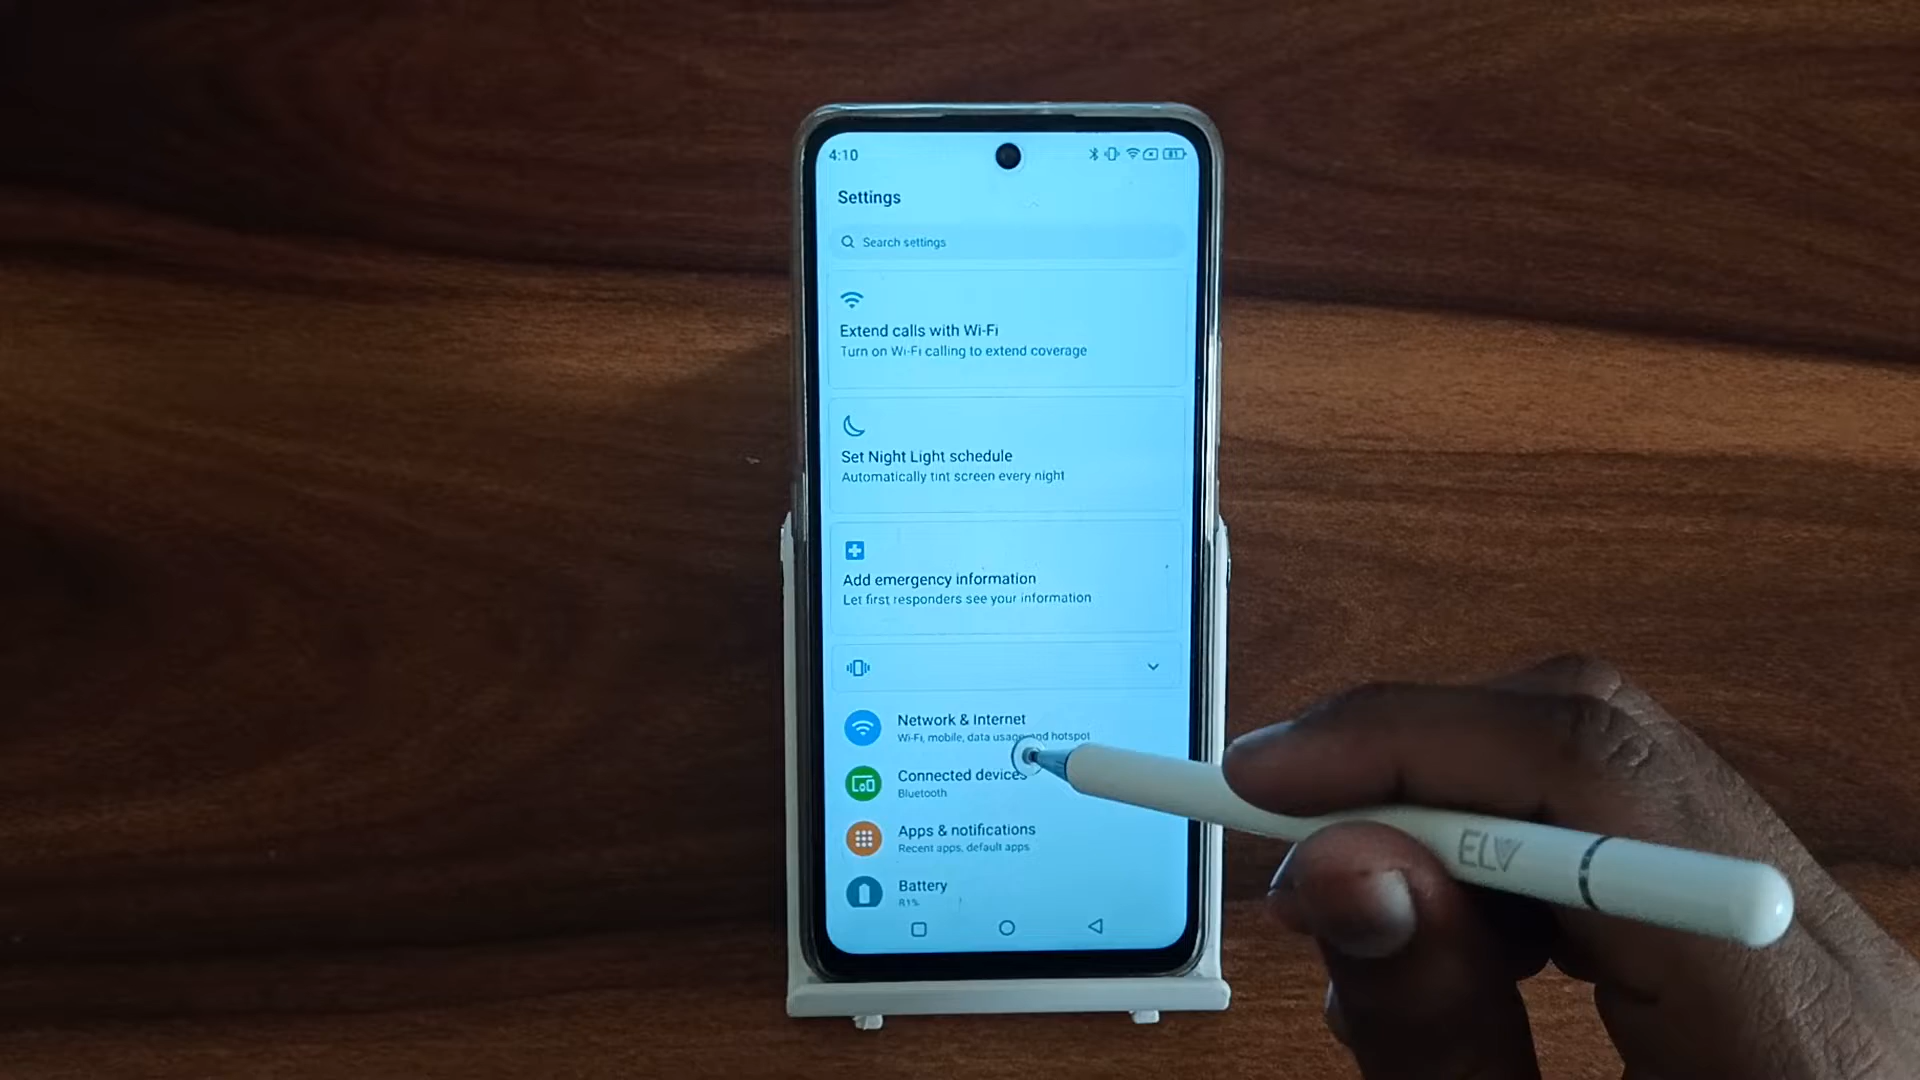 4:10
81
Settings
Search settings
Extend calls with Wi-Fi
Turn on Wi-Fi calling to extend coverage
Set Night Light schedule
Automatically tint screen every night
Add emergency information
Let first responders see your information
Network & Internet
Wi-Fi, mobile, data usage and hotspot
Connected devices
Bluetooth
Apps & notifications
Recent apps, default apps
Battery
81%
ELV